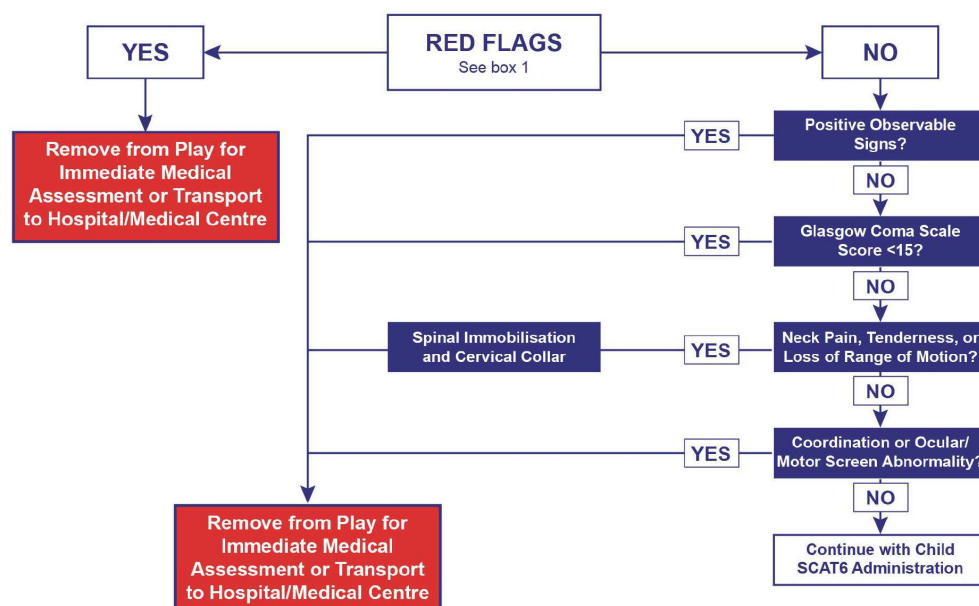 YES
RED FLAGS
See box 1
NO
Remove from Play for
Immediate Medical
Assessment or Transport
to Hospital/Medical Centre
YES
Positive Observable
Signs?
NO
YES
Glasgow Coma Scale
Score <15?
NO
Spinal Immobilisation
and Cervical Collar
YES
Neck Pain, Tenderness, or
Loss of Range of Motion?
NO
YES
Coordination or Ocular/
Motor Screen Abnormality?
NO
Remove from Play for
Immediate Medical
Assessment or Transport
to Hospital/Medical Centre
Continue with Child
SCAT6 Administration